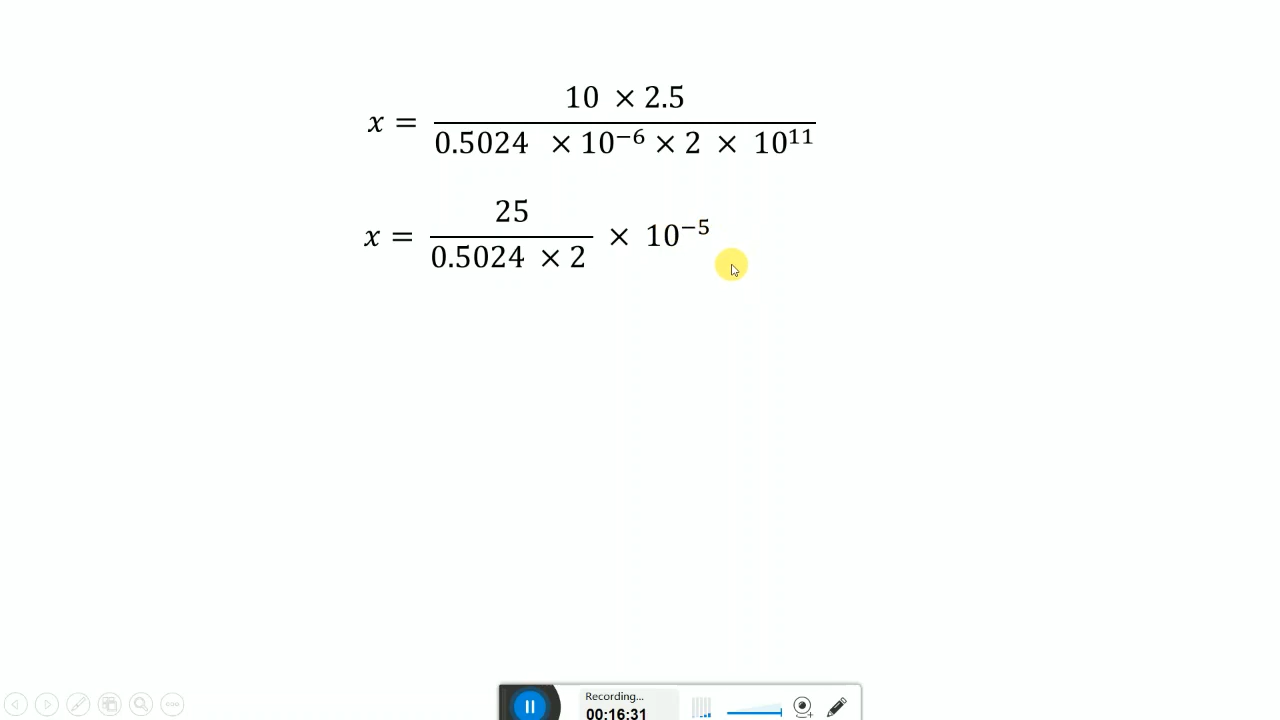 x = 10 × 2.5 / 0.5024 × 10⁻⁶ × 2 × 10¹¹
x = 25 / 0.5024 × 2 × 10⁻⁵
Recording...
00:16:31